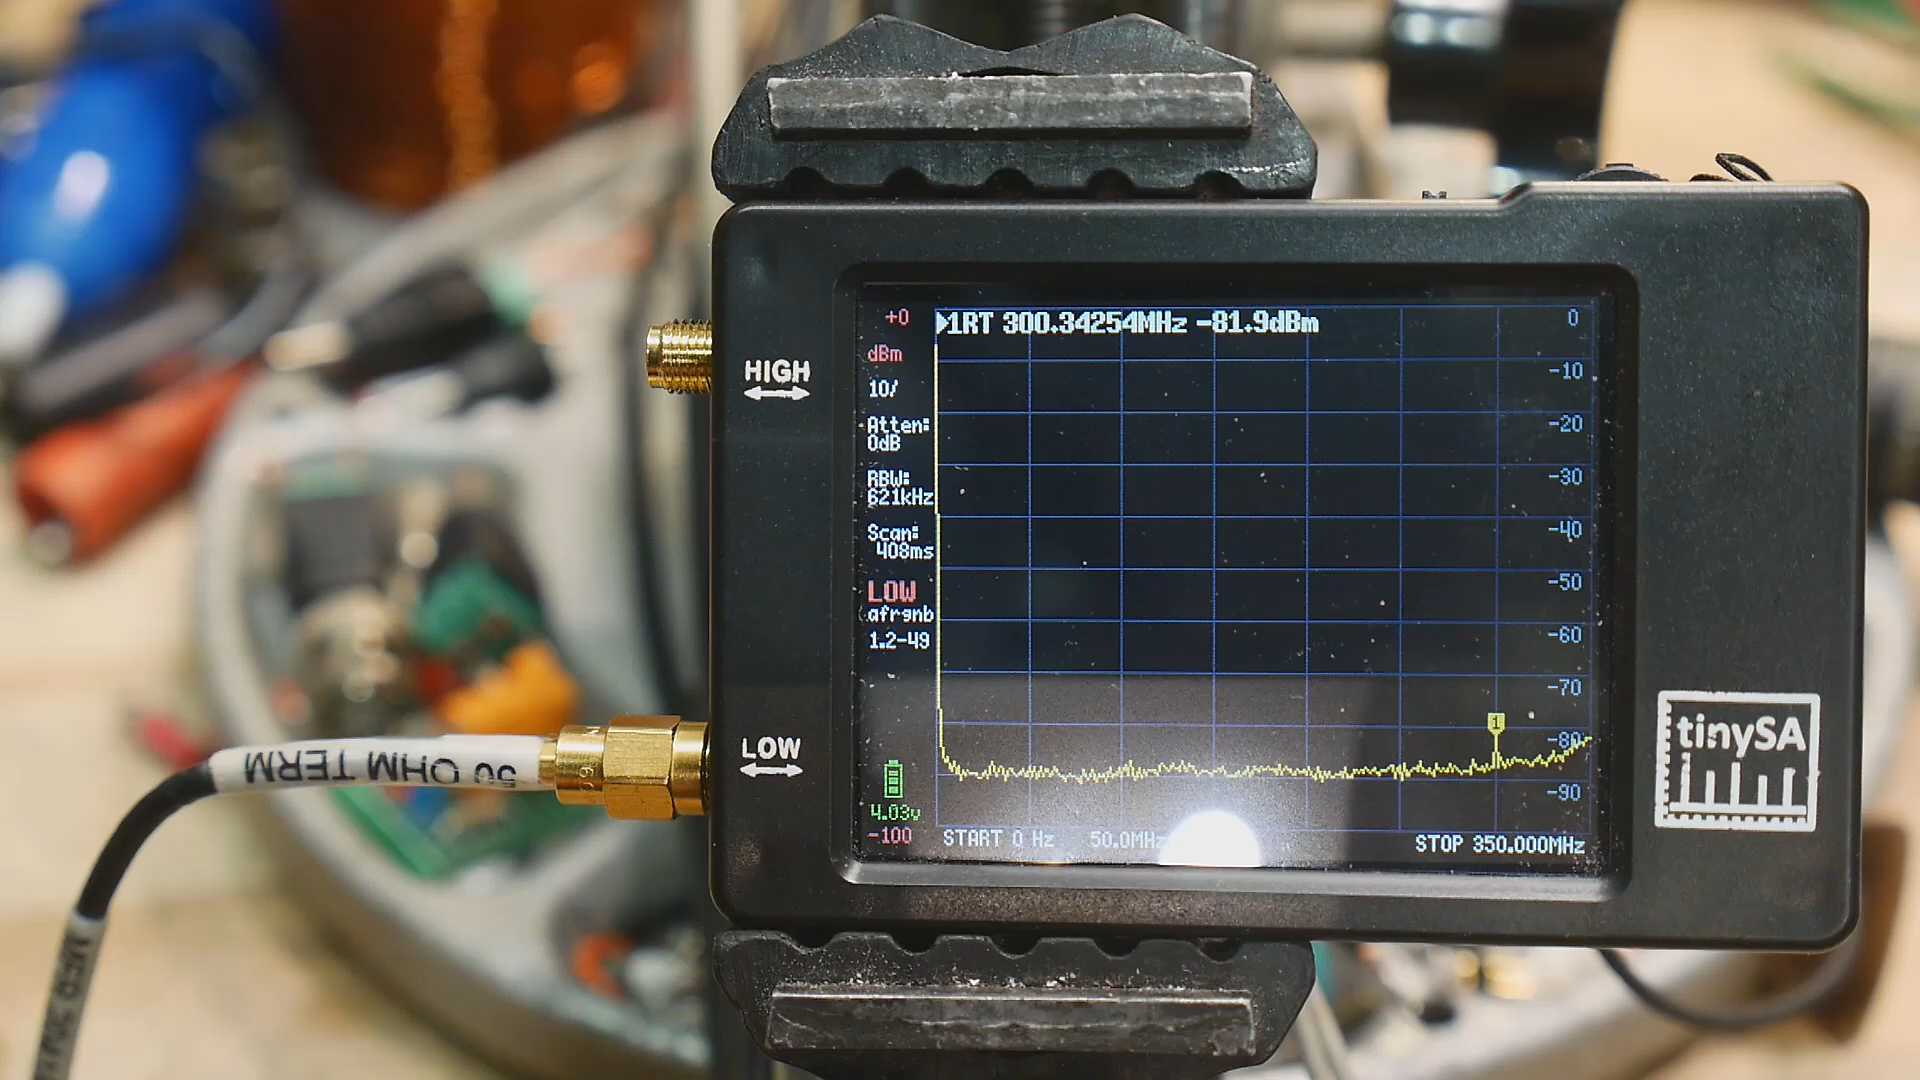 ▶1RT 300.34254MHz -81.9dBm
+0
dBm
10/
Atten:
0dB
RBW:
621kHz
Scan:
408ms
LOW
afrgnb
1.2-49
4.03v
-100
0
-10
-20
-30
-40
-50
-60
-70
-80
-90
1
START 0 Hz 50.0MHz STOP 350.000MHz
HIGH
LOW
tinySA
50 OHM TERM